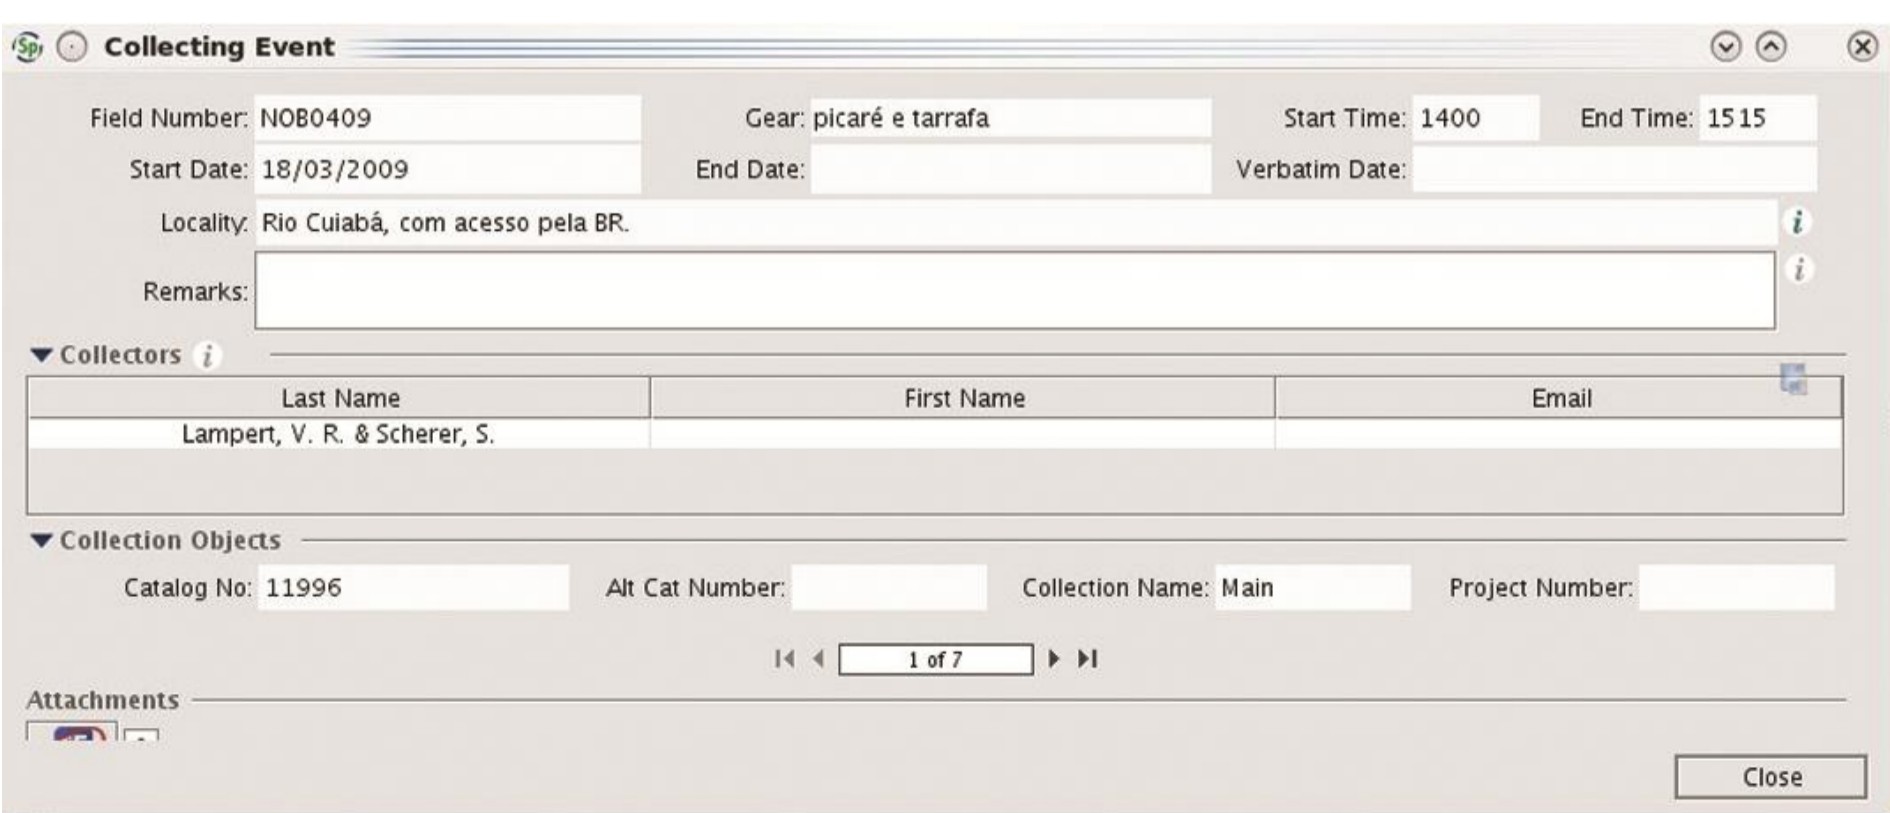 Sp Collecting Event
Field Number: NOB0409 Gear: picaré e tarrafa Start Time: 1400 End Time: 1515
Start Date: 18/03/2009 End Date: Verbatim Date:
Locality: Rio Cuiabá, com acesso pela BR. i
Remarks: i
Collectors i
Last Name First Name Email
Lampert, V. R. & Scherer, S.
Collection Objects
Catalog No: 11996 Alt Cat Number: Collection Name: Main Project Number:
1 of 7
Attachments
Close